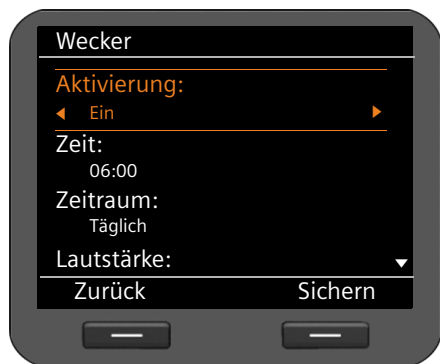 Wecker
Aktivierung:
Ein
Zeit:
06:00
Zeitraum:
Täglich
Lautstärke:
Zurück Sichern